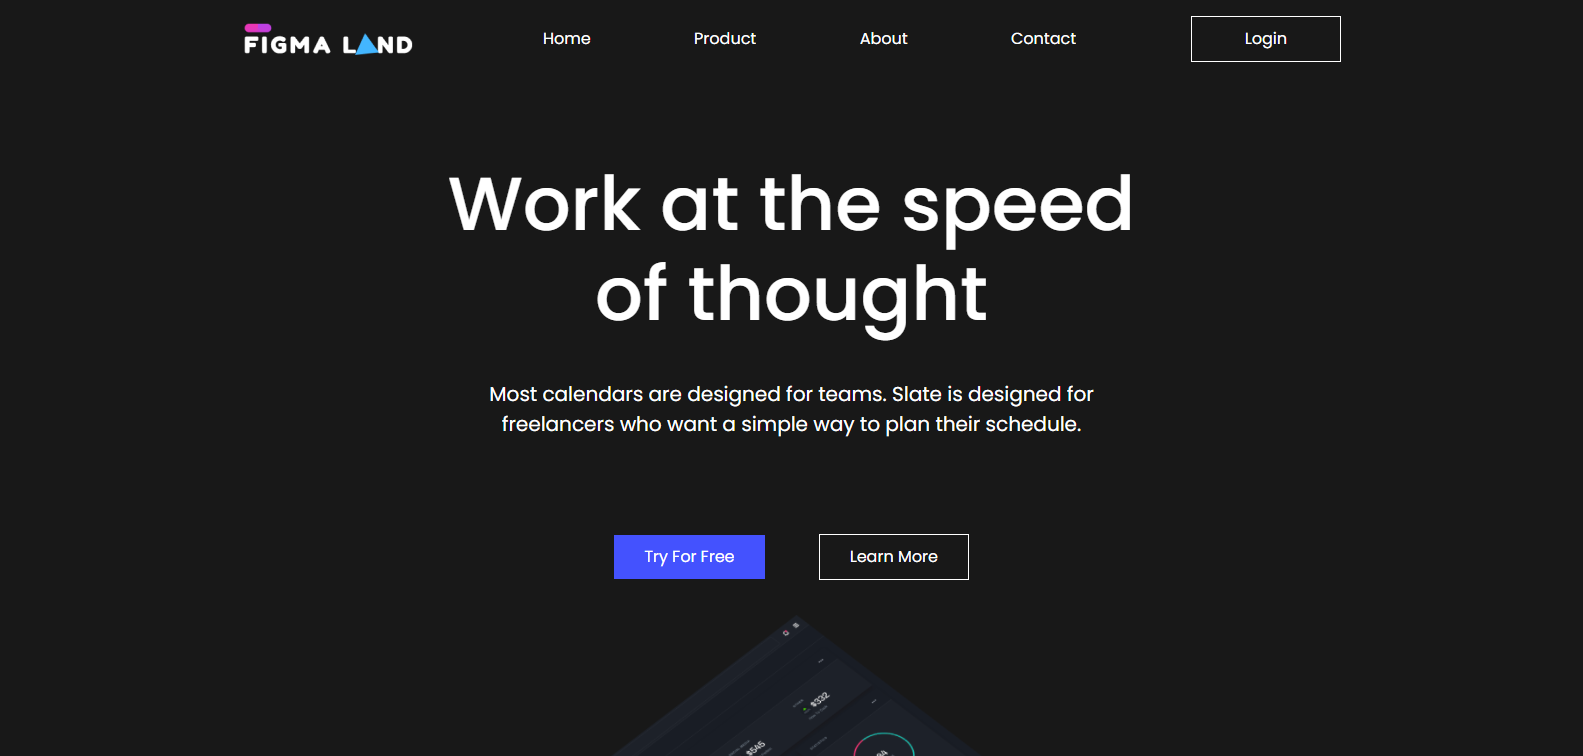 FIGMA LAND
Home
Product
About
Contact
Login
Work at the speed
of thought
Most calendars are designed for teams. Slate is designed for
freelancers who want a simple way to plan their schedule.
Try For Free
Learn More
$332
$545